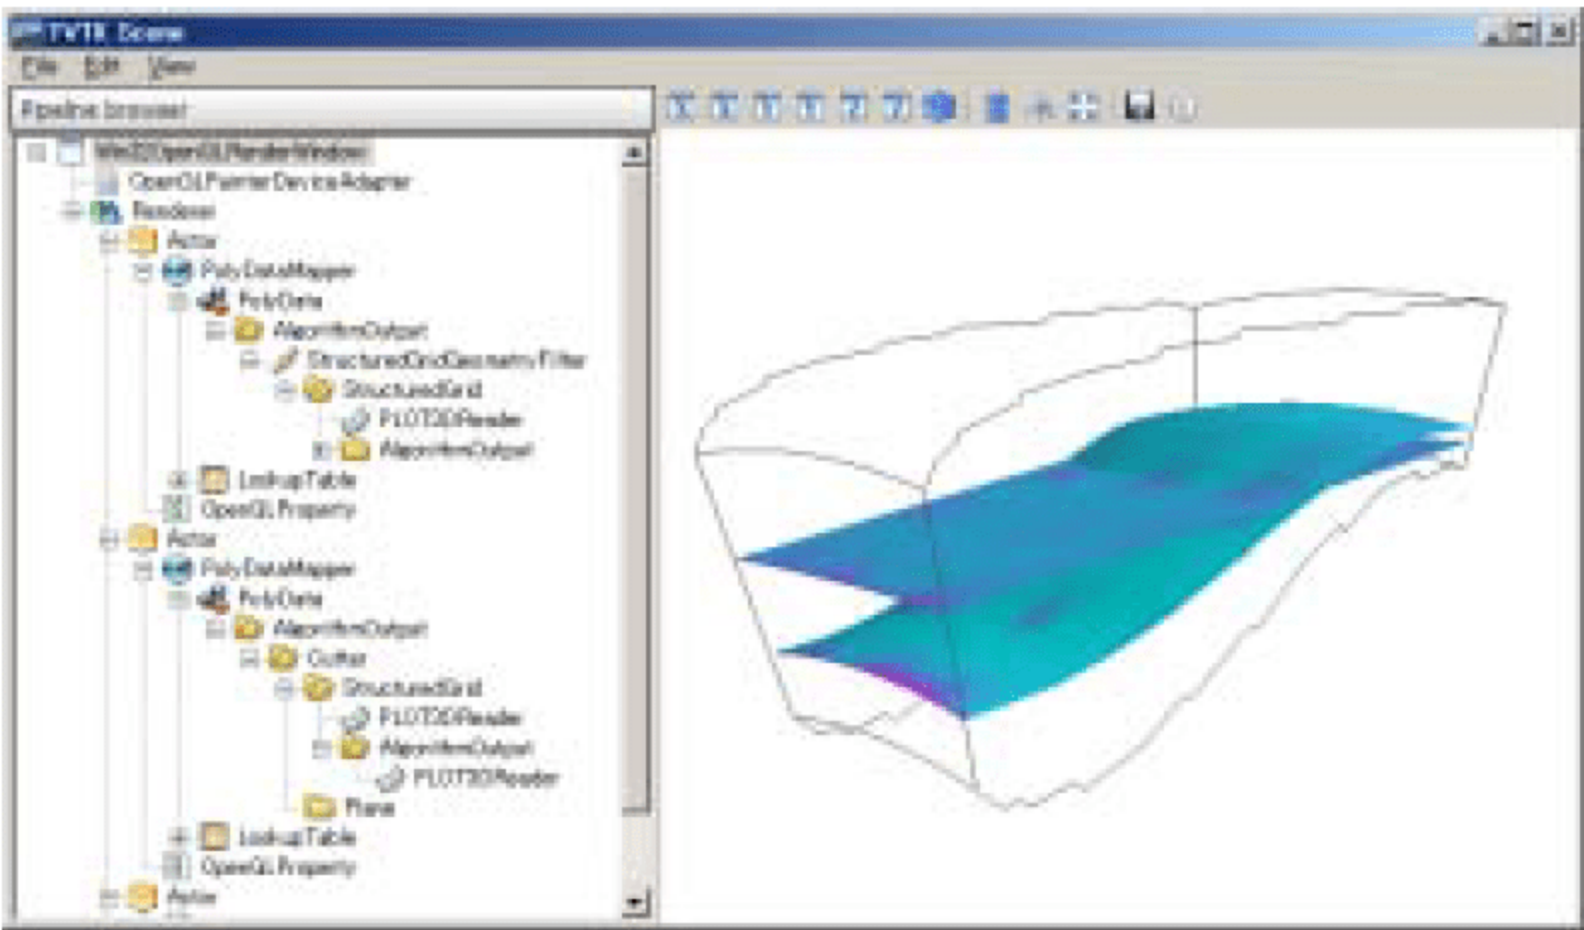 TVTK Scene
File Edit View
Pipeline browser
Win32OpenGLRenderWindow
OpenGLPainterDeviceAdapter
Renderer
Actor
PolyDataMapper
PolyData
AlgorithmOutput
StructuredGridGeometryFilter
StructuredGrid
PLOT3DReader
AlgorithmOutput
LookupTable
OpenGLProperty
Actor
PolyDataMapper
PolyData
AlgorithmOutput
Cutter
StructuredGrid
PLOT3DReader
AlgorithmOutput
PLOT3DReader
Plane
LookupTable
OpenGLProperty
Actor